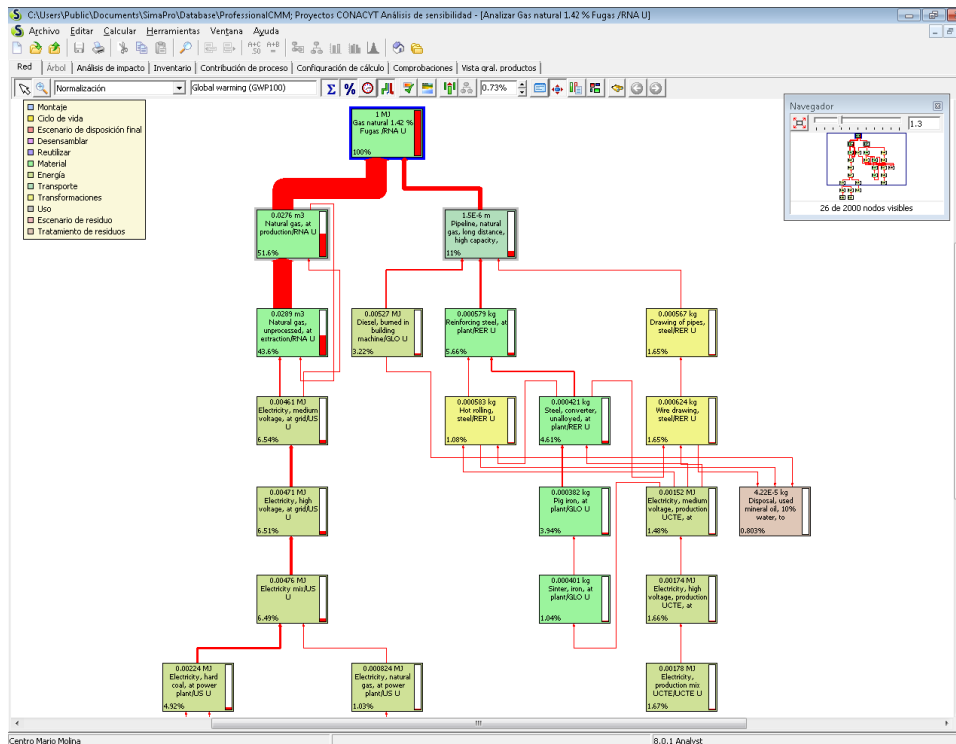 C:\Users\Public\Documents\SimaPro\Database\ProfessionalCMM; Proyectos CONACYT Análisis de sensibilidad - [Analizar Gas natural 1.42 % Fugas /RNA U]
Archivo Editar Calcular Herramientas Ventana Ayuda
A+C
50
A+B
Red Árbol Análisis de impacto Inventario Contribución de proceso Configuración de cálculo Comprobaciones Vista gral. productos
Normalización Global warming (GWP100) Σ % 0.73%
Montaje
Ciclo de vida
Escenario de disposición final
Desensamblar
Reutilizar
Material
Energía
Transporte
Transformaciones
Uso
Escenario de residuo
Tratamiento de residuos
Navegador
1.3
26 de 2000 nodos visibles
1 MJ
Gas natural 1.42 %
Fugas /RNA U
100%
0.0276 m3
Natural gas, at
production/RNA U
51.6%
1.5E-6 m
Pipeline, natural
gas, long distance,
high capacity,
11%
0.0289 m3
Natural gas,
unprocessed, at
extraction/RNA U
43.6%
0.00527 MJ
Diesel, burned in
building
machine/GLO U
3.22%
0.000579 kg
Reinforcing steel, at
plant/RER U
5.66%
0.000567 kg
Drawing of pipes,
steel/RER U
1.65%
0.00461 MJ
Electricity, medium
voltage, at grid/US
U
6.54%
0.000583 kg
Hot rolling,
steel/RER U
1.08%
0.000421 kg
Steel, converter,
unalloyed, at
plant/RER U
4.61%
0.000624 kg
Wire drawing,
steel/RER U
1.65%
0.00471 MJ
Electricity, high
voltage, at grid/US
U
6.51%
0.000382 kg
Pig iron, at
plant/GLO U
3.94%
0.00152 MJ
Electricity, medium
voltage, production
UCTE, at
1.48%
4.22E-5 kg
Disposal, used
mineral oil, 10%
water, to
0.803%
0.00476 MJ
Electricity mix/US
U
6.49%
0.000401 kg
Sinter, iron, at
plant/GLO U
1.04%
0.00174 MJ
Electricity, high
voltage, production
UCTE, at
1.66%
0.00224 MJ
Electricity, hard
coal, at power
plant/US U
4.92%
0.000824 MJ
Electricity, natural
gas, at power
plant/US U
1.03%
0.00178 MJ
Electricity,
production mix
UCTE/UCTE U
1.67%
Centro Mario Molina 8.0.1 Analyst